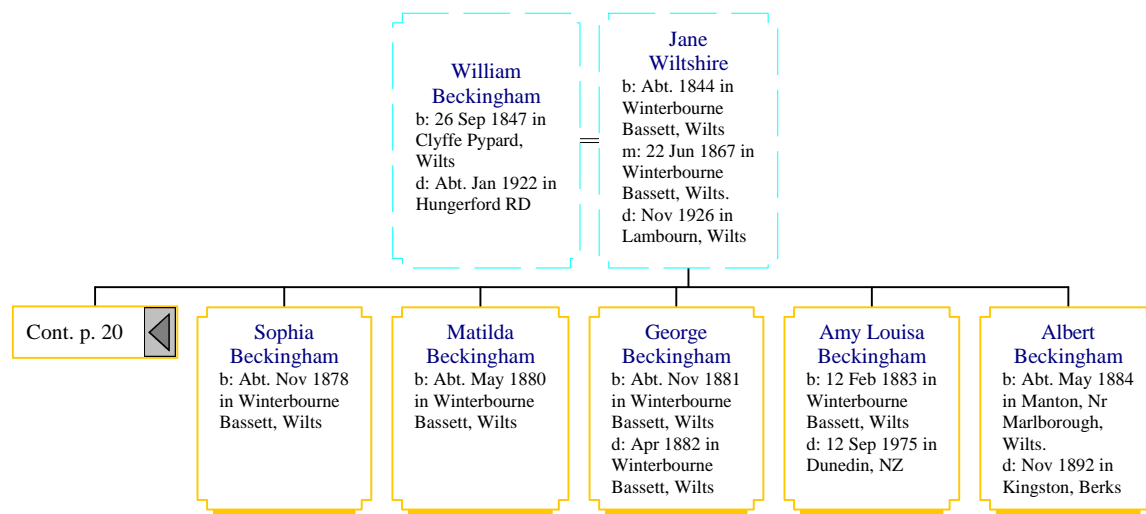 William
Beckingham
b: 26 Sep 1847 in
Clyffe Pypard,
Wilts
d: Abt. Jan 1922 in
Hungerford RD
Jane
Wiltshire
b: Abt. 1844 in
Winterbourne
Bassett, Wilts
m: 22 Jun 1867 in
Winterbourne
Bassett, Wilts.
d: Nov 1926 in
Lambourn, Wilts
Cont. p. 20
Sophia
Beckingham
b: Abt. Nov 1878
in Winterbourne
Bassett, Wilts
Matilda
Beckingham
b: Abt. May 1880
in Winterbourne
Bassett, Wilts
George
Beckingham
b: Abt. Nov 1881
in Winterbourne
Bassett, Wilts
d: Apr 1882 in
Winterbourne
Bassett, Wilts
Amy Louisa
Beckingham
b: 12 Feb 1883 in
Winterbourne
Bassett, Wilts
d: 12 Sep 1975 in
Dunedin, NZ
Albert
Beckingham
b: Abt. May 1884
in Manton, Nr
Marlborough,
Wilts.
d: Nov 1892 in
Kingston, Berks